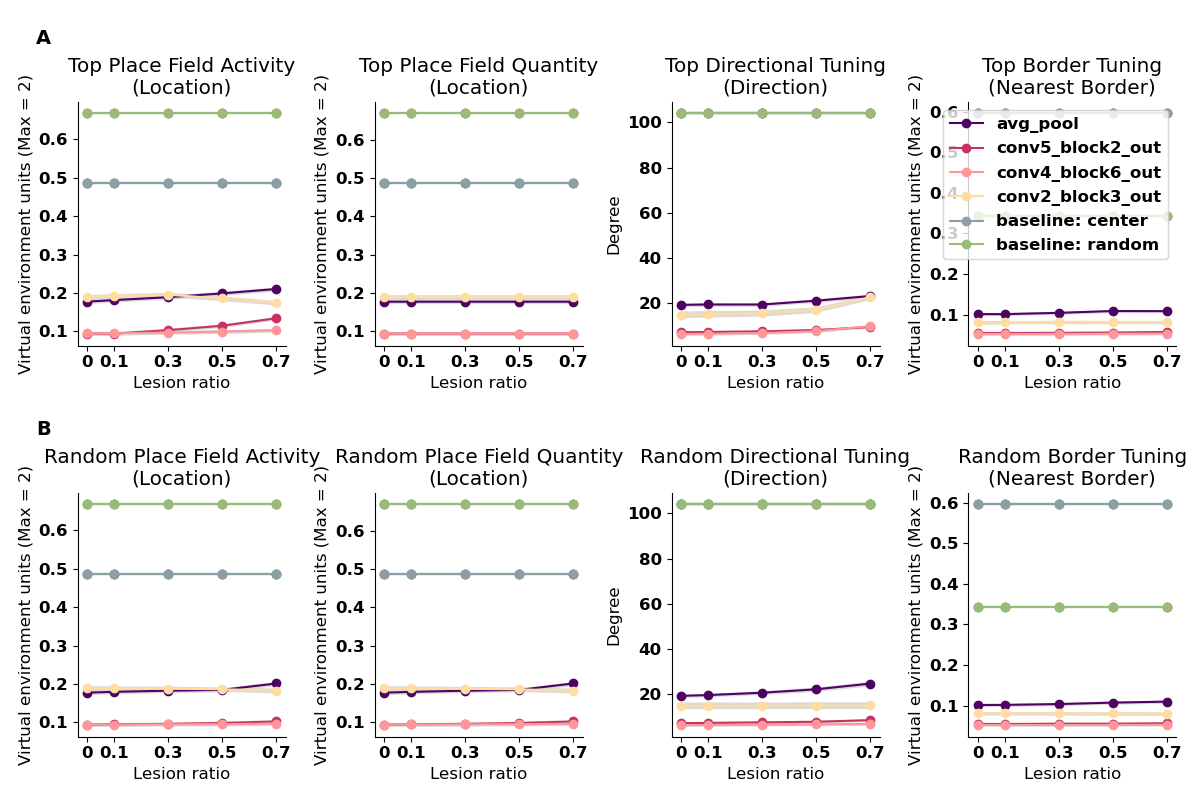 A
Top Place Field Activity
(Location)
Top Place Field Quantity
(Location)
Top Directional Tuning
(Direction)
Top Border Tuning
(Nearest Border)
Virtual environment units (Max = 2)
0.6
0.5
0.4
0.3
0.2
0.1
0 0.1 0.3 0.5 0.7
Lesion ratio
Virtual environment units (Max = 2)
0.6
0.5
0.4
0.3
0.2
0.1
0 0.1 0.3 0.5 0.7
Lesion ratio
Degree
100
80
60
40
20
0 0.1 0.3 0.5 0.7
Lesion ratio
Virtual environment units (Max = 2)
0.6
0.5
0.4
0.3
0.2
0.1
0 0.1 0.3 0.5 0.7
Lesion ratio
avg_pool
conv5_block2_out
conv4_block6_out
conv2_block3_out
baseline: center
baseline: random
B
Random Place Field Activity
(Location)
Random Place Field Quantity
(Location)
Random Directional Tuning
(Direction)
Random Border Tuning
(Nearest Border)
Virtual environment units (Max = 2)
0.6
0.5
0.4
0.3
0.2
0.1
0 0.1 0.3 0.5 0.7
Lesion ratio
Virtual environment units (Max = 2)
0.6
0.5
0.4
0.3
0.2
0.1
0 0.1 0.3 0.5 0.7
Lesion ratio
Degree
100
80
60
40
20
0 0.1 0.3 0.5 0.7
Lesion ratio
Virtual environment units (Max = 2)
0.6
0.5
0.4
0.3
0.2
0.1
0 0.1 0.3 0.5 0.7
Lesion ratio